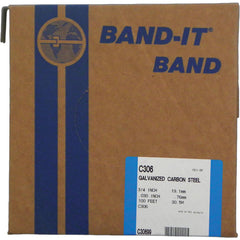 BAND-IT®
BAND
C306
GALVANIZED CARBON STEEL
3/4 INCH 19.1mm
.030 INCH .76mm
100 FEET 30.5M
C306
C30699